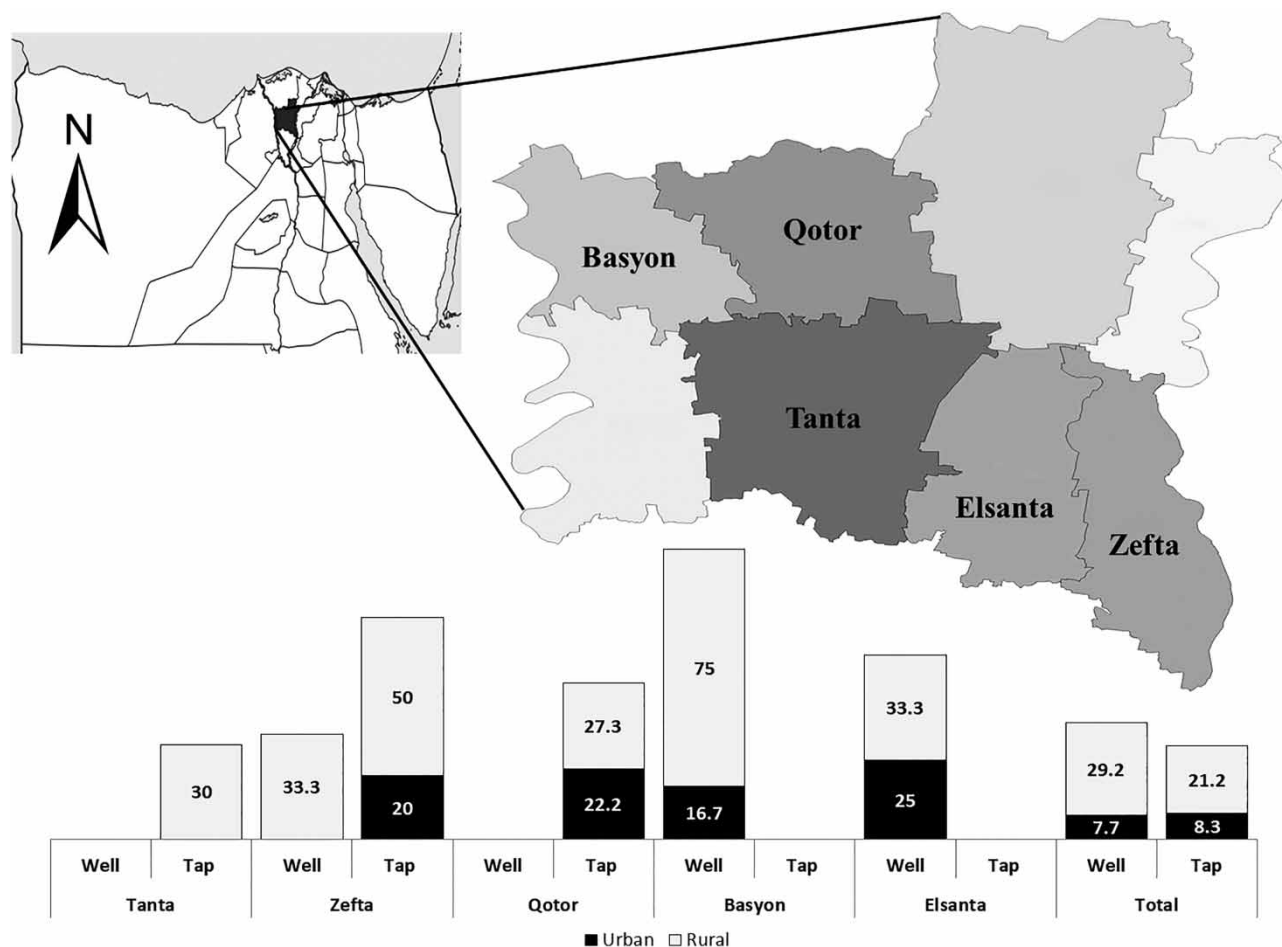 N
Qotor
Basyon
Tanta
Elsanta
Zefta
75
50
33.3
27.3
30
33.3
29.2
21.2
20
22.2
16.7
25
7.7
8.3
Well Tap Well Tap Well Tap Well Tap Well Tap Well Tap
Tanta Zefta Qotor Basyon Elsanta Total
Urban Rural